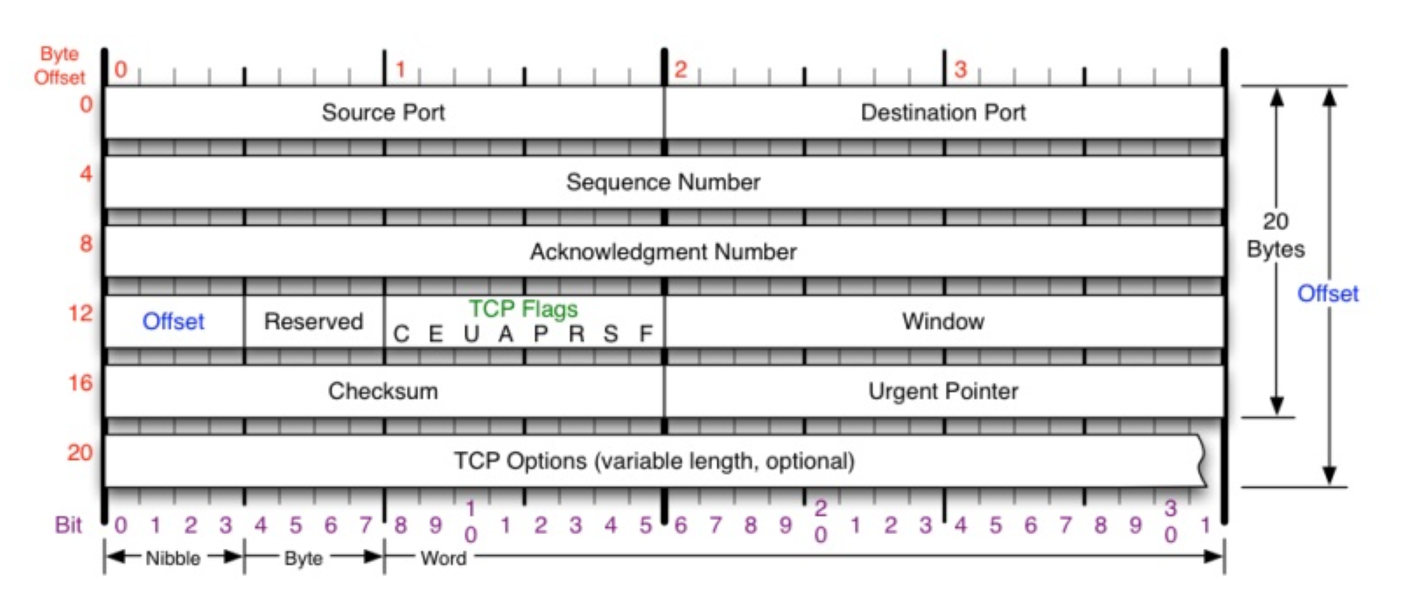 Byte
Offset
0 1 2 3
0 Source Port Destination Port
4 Sequence Number
8 Acknowledgment Number
20
Bytes
12 Offset Reserved TCP Flags Window Offset
C E U A P R S F
16 Checksum Urgent Pointer
20 TCP Options (variable length, optional)
Bit 0 1 2 3 4 5 6 7 8 9 10 1 2 3 4 5 6 7 8 9 20 1 2 3 4 5 6 7 8 9 30 1
Nibble Byte Word